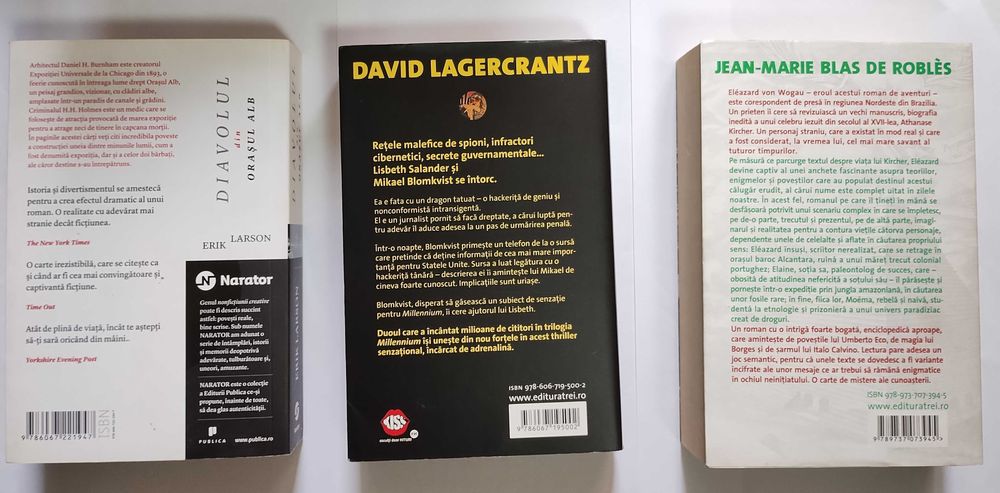 Arhitectul Daniel H. Burnham este creatorul
Expoziției Universale de la Chicago din 1893, o
feerie cunoscută în întreaga lume drept Orașul Alb,
un peisaj grandios, vizionar, cu clădiri albe,
amplasate într-un paradis de canale și grădini.
Criminalul H.H. Holmes este un medic care se
folosește de atracția provocată de marea expoziție
pentru a atrage zeci de tinere în capcana morții.
În paginile acestei cărți veți citi incredibila poveste
a construcției uneia dintre minunile lumii, cum a
fost denumită expoziția, dar și a celor doi bărbați,
ale căror destine s-au întrepătruns.
Istoria și divertismentul se amestecă
pentru a crea efectul dramatic al unui
roman. O realitate cu adevărat mai
stranie decât ficțiunea.
The New York Times
O carte irezistibilă, care se citește ca
și când ar fi cea mai convingătoare și
captivantă ficțiune.
Time Out
Atât de plină de viață, încât te aștepți
să-ți sară oricând din mâini..
Yorkshire Evening Post
9786067221947
ISBN
DIAVOLUL
din
ORAȘUL ALB
ERIK LARSON
Narator
Genul nonficțiunii creative
poate fi descris succint
astfel: povești reale,
bine scrise. Sub numele
NARATOR am adunat o
serie de întâmplări, istorii
și memorii deopotrivă
adevărate, tulburătoare și,
uneori, amuzante.
NARATOR este o colecție
a Editurii Publica ce-și
propune, înainte de toate,
să dea glas autenticității.
PUBLICA
www.publica.ro
DIAVOLUL
ERIK LARSON
DAVID LAGERCRANTZ
Rețele malefice de spioni, infractori
cibernetici, secrete guvernamentale...
Lisbeth Salander și
Mikael Blomkvist se întorc.
Ea e fata cu un dragon tatuat – o hackeriță de geniu și
nonconformistă intransigentă.
El e un jurnalist pornit să facă dreptate, a cărui luptă pen-
tru adevăr îl aduce adesea la un pas de urmărirea penală.
Într-o noapte, Blomkvist primește un telefon de la o sursă
care pretinde că deține informații de cea mai mare impor-
tanță pentru Statele Unite. Sursa a luat legătura cu o
hackeriță tânără – descrierea ei îi amintește lui Mikael de
cineva foarte cunoscut. Implicațiile sunt uriașe.
Blomkvist, disperat să găsească un subiect de senzație
pentru Millennium, îi cere ajutorul lui Lisbeth.
Duoul care a încântat milioane de cititori în trilogia
Millennium își unește din nou forțele în acest thriller
senzațional, încărcat de adrenalină.
ISBN 978-606-719-500-2
www.edituratrei.ro
9786067195002
KISS
JEAN-MARIE BLAS DE ROBLÈS
Eléazard von Wogau – eroul acestui roman de aventuri –
este corespondent de presă în regiunea Nordeste din Brazilia.
Un prieten îi cere să revizuiască un vechi manuscris, biografia
inedită a unui celebru iezuit din secolul al XVII-lea, Athanase
Kircher. Un personaj straniu, care a existat în mod real și care
a fost considerat, la vremea lui, cel mai mare savant al
tuturor timpurilor.
Pe măsură ce parcurge textul despre viața lui Kircher, Eléazard
devine captiv al unei anchete fascinante asupra teoriilor,
enigmelor și povestilor care au populat destinul acestui
călugăr erudit, al cărui nume este complet uitat în zilele
noastre. În acest fel, romanul pe care îl țineți în mână se
desfășoară potrivit unui scenariu complex în care se împletesc,
pe de-o parte, trecutul și prezentul, pe de altă parte, imagi-
narul și realitatea pentru a contura viețile câtorva personaje,
dependente unele de celelalte și aflate în căutarea propriului
sens: Eléazard însuși, scriitor nerealizat, care se retrage în
orașul baroc Alcantara, ruină a unui măreț trecut colonial
portughez; Elaine, soția sa, paleontolog de succes, care –
obosită de atitudinea nefericită a soțului său – îl părăsește și
pornește într-o expediție prin jungla amazoniană, în căutarea
unor fosile rare; în fine, fiica lor, Moéma, rebelă și naivă, stu-
dentă la etnologie și prizonieră a unui univers paradiziac
creat de droguri.
Un roman cu o intrigă foarte bogată, enciclopedică aproape,
care amintește de poveștile lui Umberto Eco, de magia lui
Borges și de sarmul lui Italo Calvino. Lectura pare adesea un
joc semantic, pentru că unele texte se dovedesc a fi variante
incifrate ale unor mesaje ce ar trebui să rămână enigmatice
în ochiul neinițiatului. O carte de mistere ale cunoașterii.
ISBN 978-973-707-394-5
www.edituratrei.ro
9789737073945